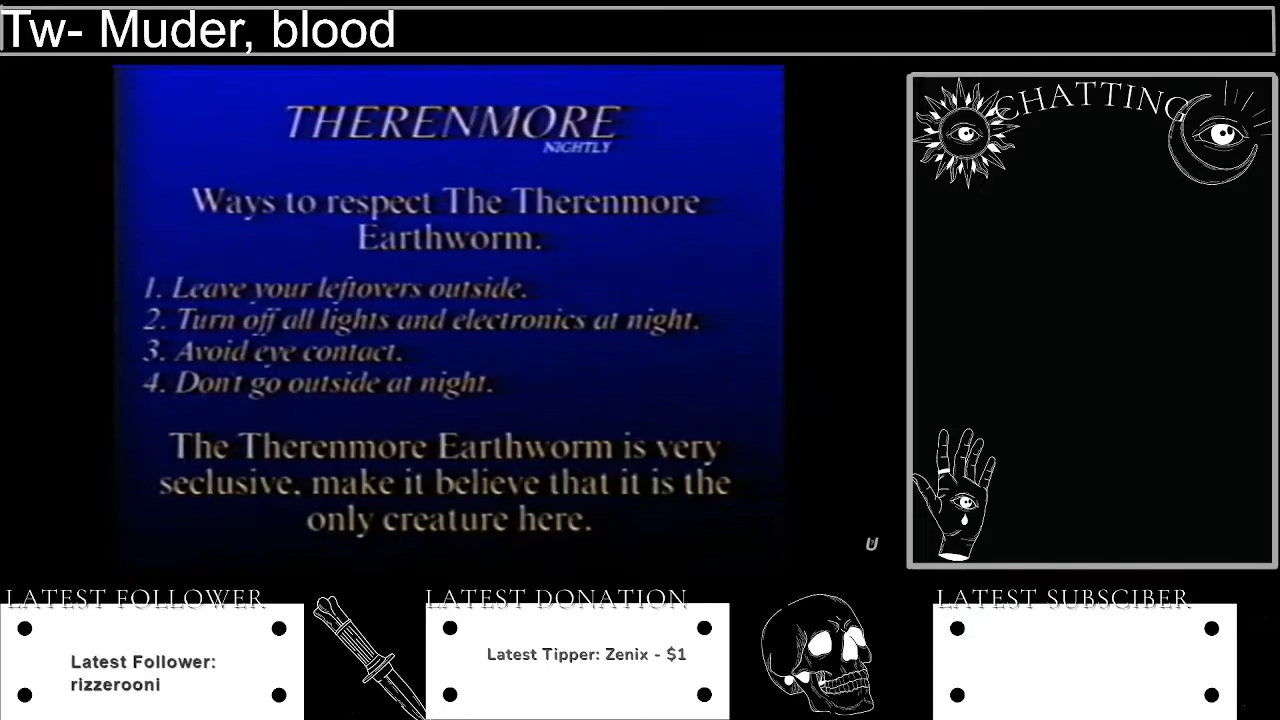 Tw- Muder, blood
THERENMORE
NIGHTLY
Ways to respect The Therenmore
Earthworm.
1. Leave your leftovers outside.
2. Turn off all lights and electronics at night.
3. Avoid eye contact.
4. Don't go outside at night.
The Therenmore Earthworm is very
seclusive, make it believe that it is the
only creature here.
CHATTING
LATEST FOLLOWER
Latest Follower:
rizzerooni
LATEST DONATION
Latest Tipper: Zenix - $1
LATEST SUBSCIBER